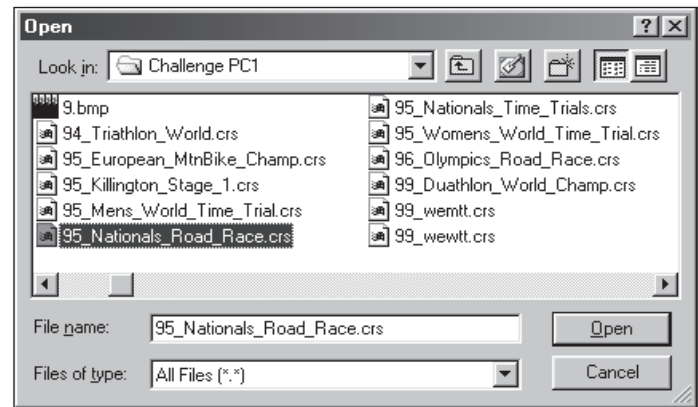 Open
Look in: Challenge PC1
9.bmp
94_Triathlon_World.crs
95_European_MtnBike_Champ.crs
95_Killington_Stage_1.crs
95_Mens_World_Time_Trial.crs
95_Nationals_Road_Race.crs
95_Nationals_Time_Trials.crs
95_Womens_World_Time_Trial.crs
96_Olympics_Road_Race.crs
99_Duathlon_World_Champ.crs
99_wemtt.crs
99_wewtt.crs
File name: 95_Nationals_Road_Race.crs Open
Files of type: All Files (*.*) Cancel